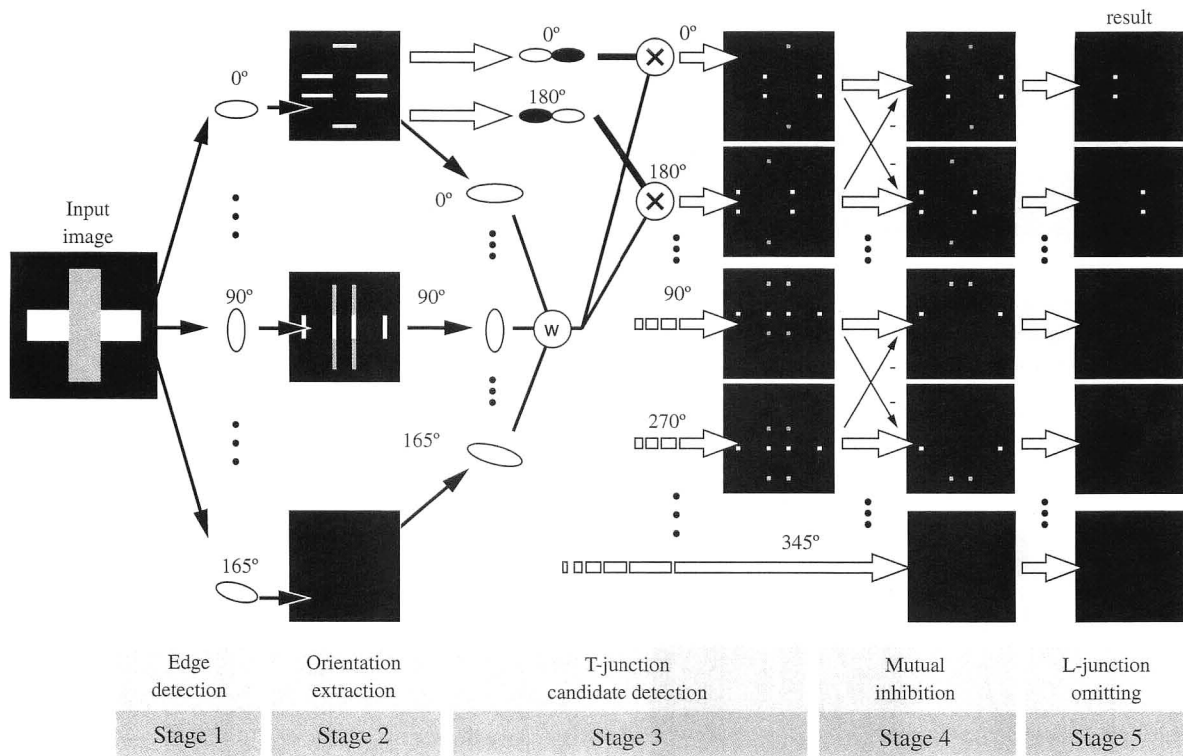 result
0º
0º
0º
180º
180º
0º
Input
image
90º
90º
w
90º
-
-
165º
270º
-
-
165º
345º
Edge
detection
Orientation
extraction
T-junction
candidate detection
Mutual
inhibition
L-junction
omitting
Stage 1
Stage 2
Stage 3
Stage 4
Stage 5